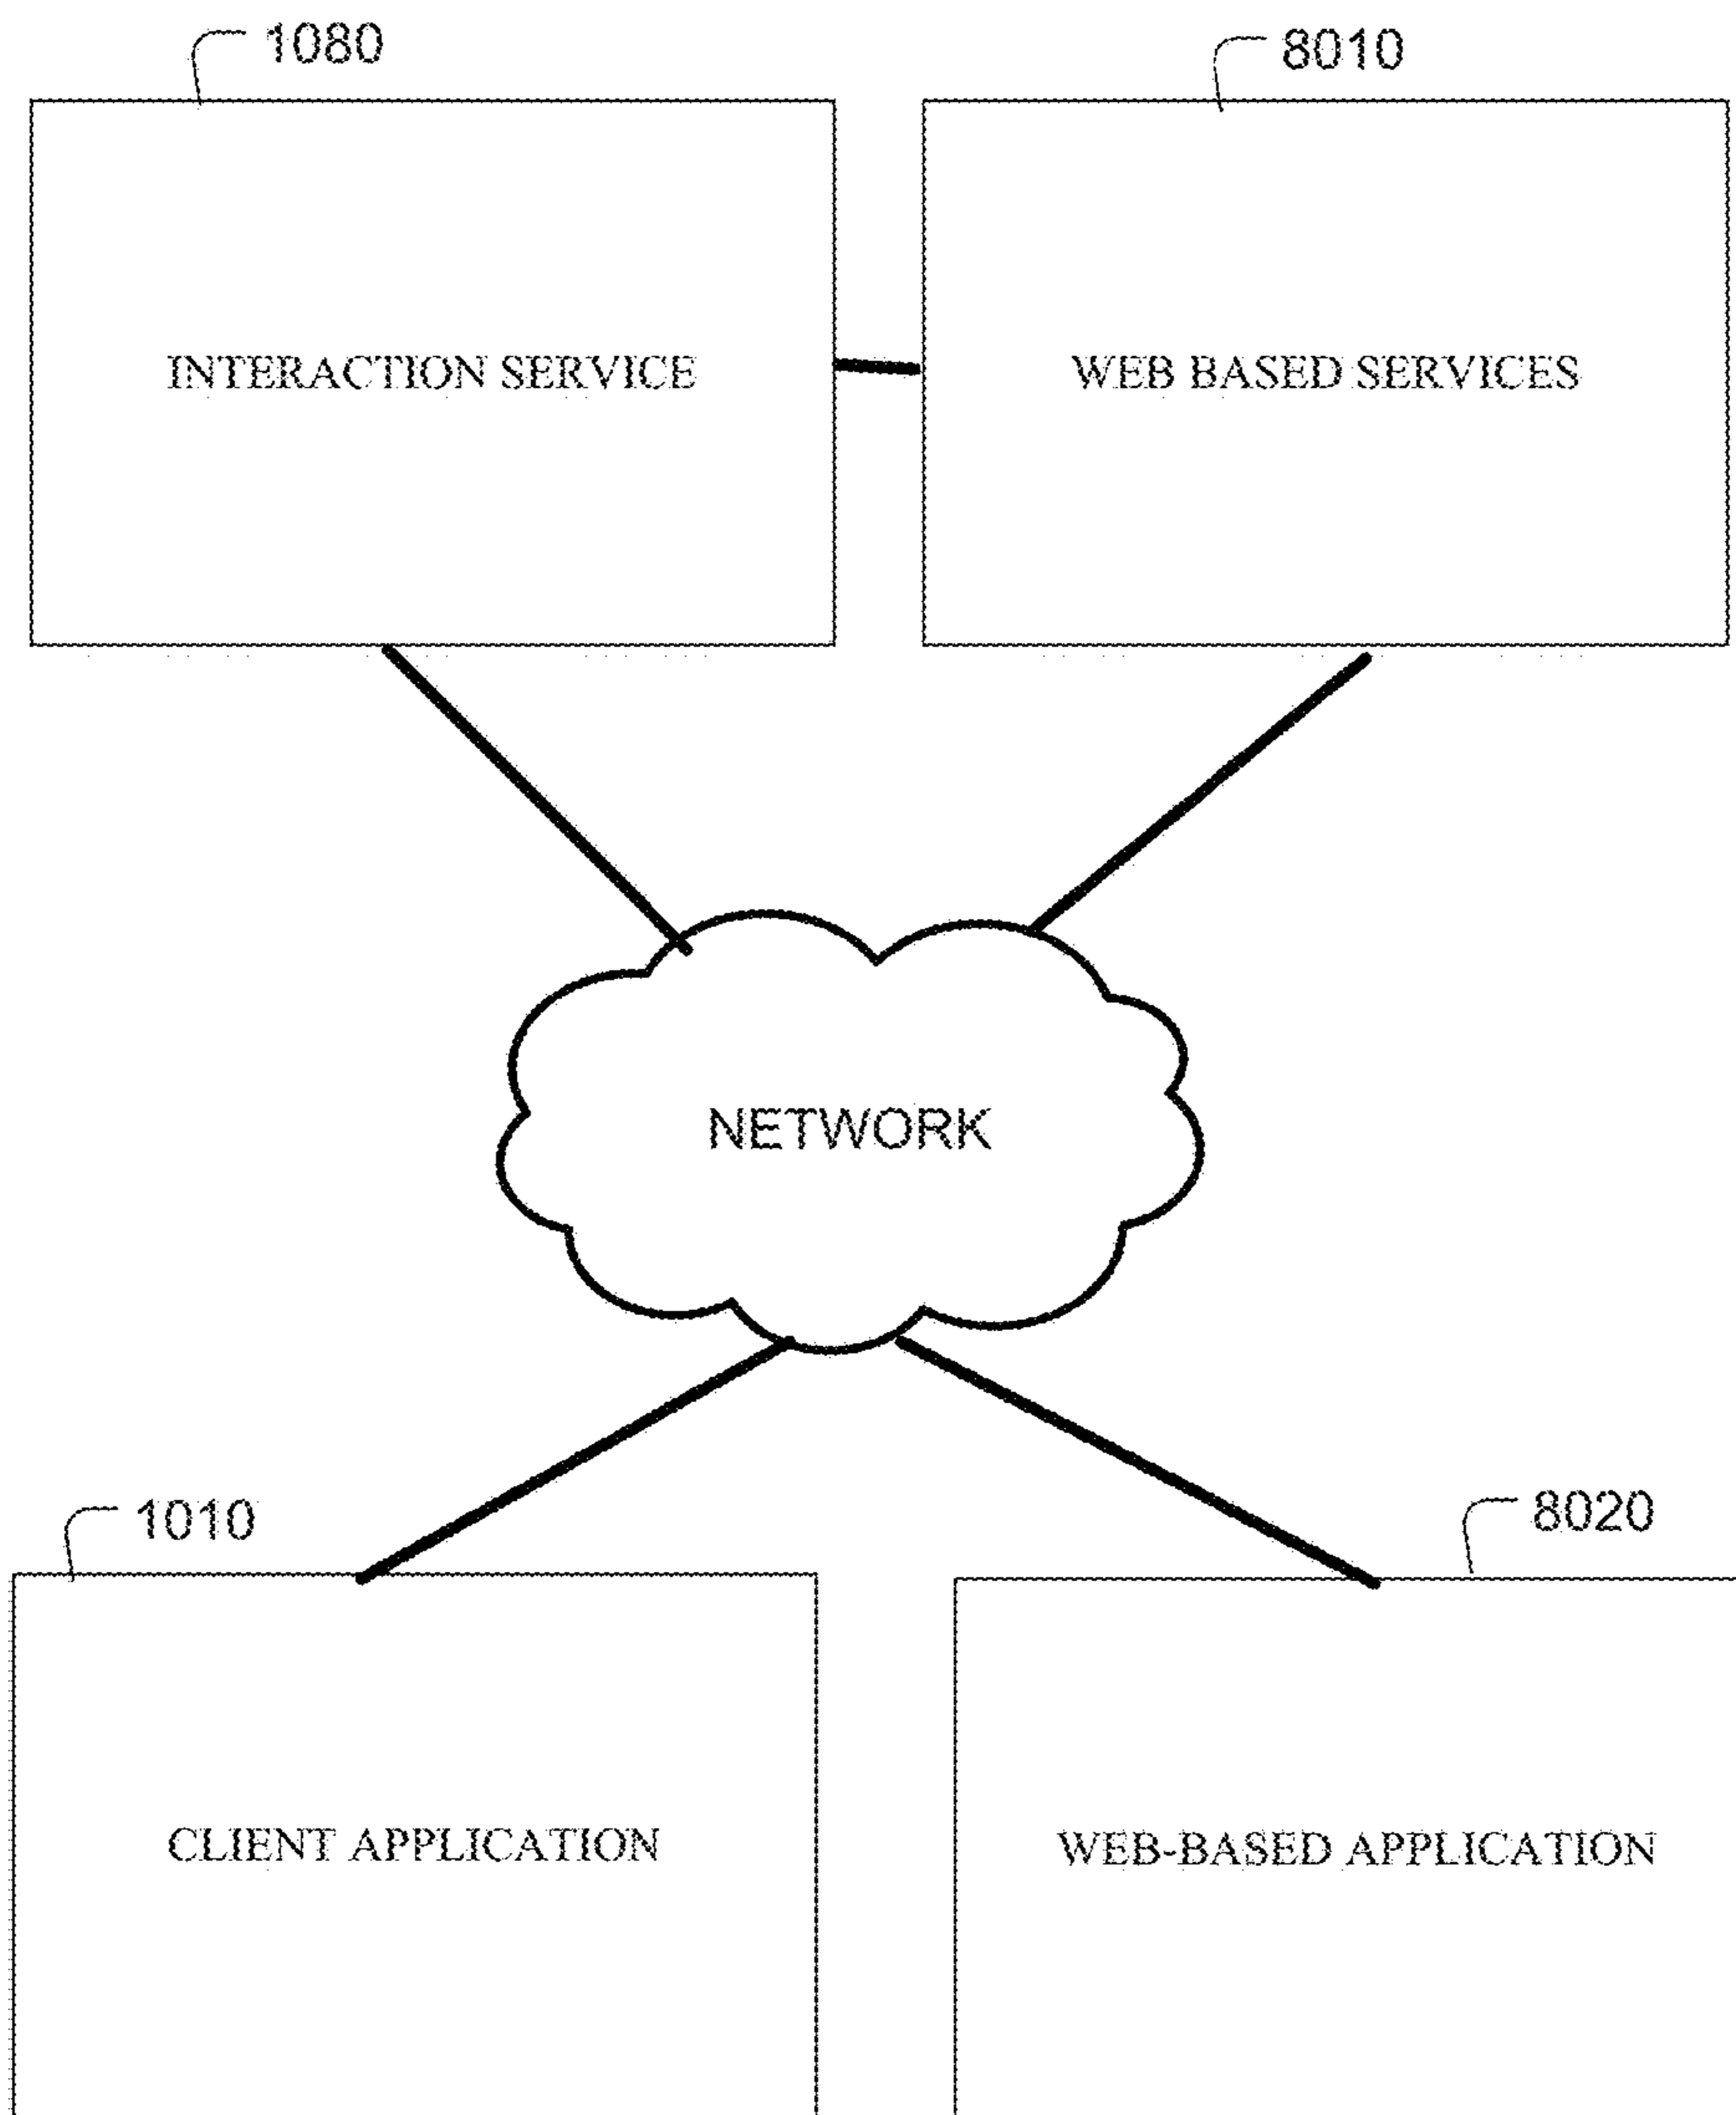 1080
8010
INTERACTION SERVICE
WEB BASED SERVICES
NETWORK
1010
8020
CLIENT APPLICATION
WEB-BASED APPLICATION